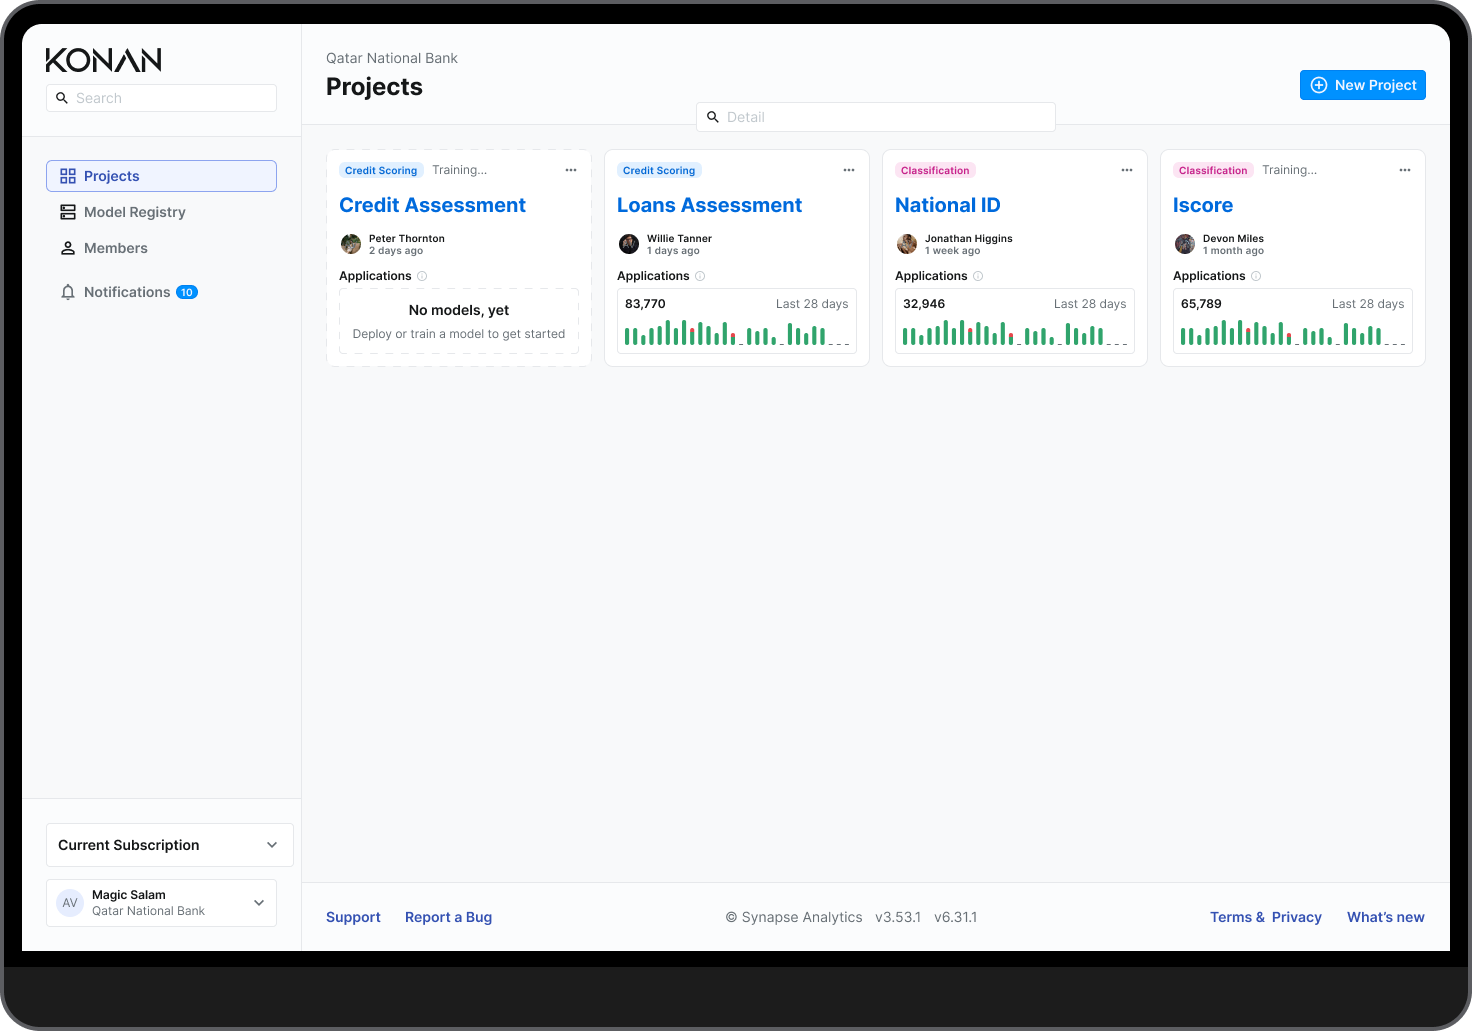 KONAN
Search
Projects
Model Registry
Members
Notifications 10
Current Subscription
AV
Magic Salam
Qatar National Bank
Qatar National Bank
Projects
New Project
Detail
Credit Scoring Training...
Credit Assessment
Peter Thornton
2 days ago
Applications
No models, yet
Deploy or train a model to get started
Credit Scoring
Loans Assessment
Willie Tanner
1 days ago
Applications
83,770 Last 28 days
Classification
National ID
Jonathan Higgins
1 week ago
Applications
32,946 Last 28 days
Classification Training...
Iscore
Devon Miles
1 month ago
Applications
65,789 Last 28 days
Support Report a Bug © Synapse Analytics v3.53.1 v6.31.1 Terms & Privacy What's new